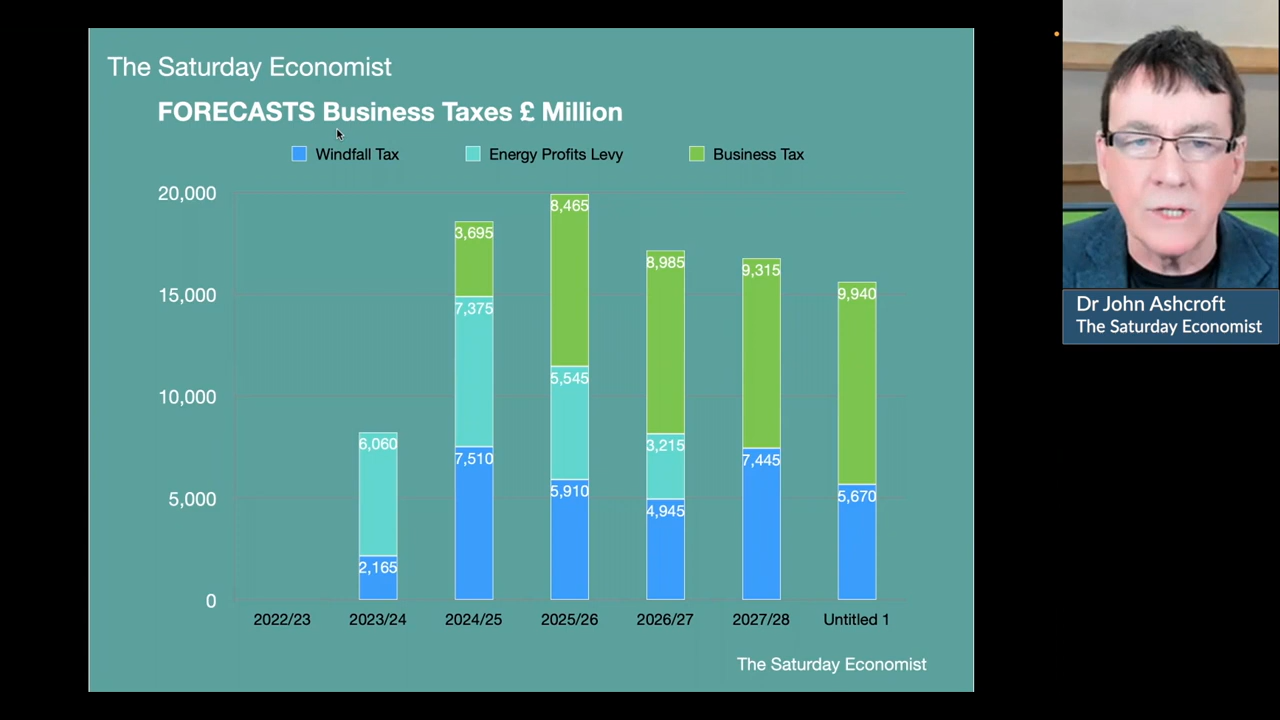 The Saturday Economist
FORECASTS Business Taxes £ Million
Windfall Tax
Energy Profits Levy
Business Tax
20,000
15,000
10,000
5,000
0
6,060
2,165
3,695
7,375
7,510
8,465
5,545
5,910
8,985
3,215
4,945
9,315
7,445
9,940
5,670
2022/23
2023/24
2024/25
2025/26
2026/27
2027/28
Untitled 1
The Saturday Economist
Dr John Ashcroft
The Saturday Economist